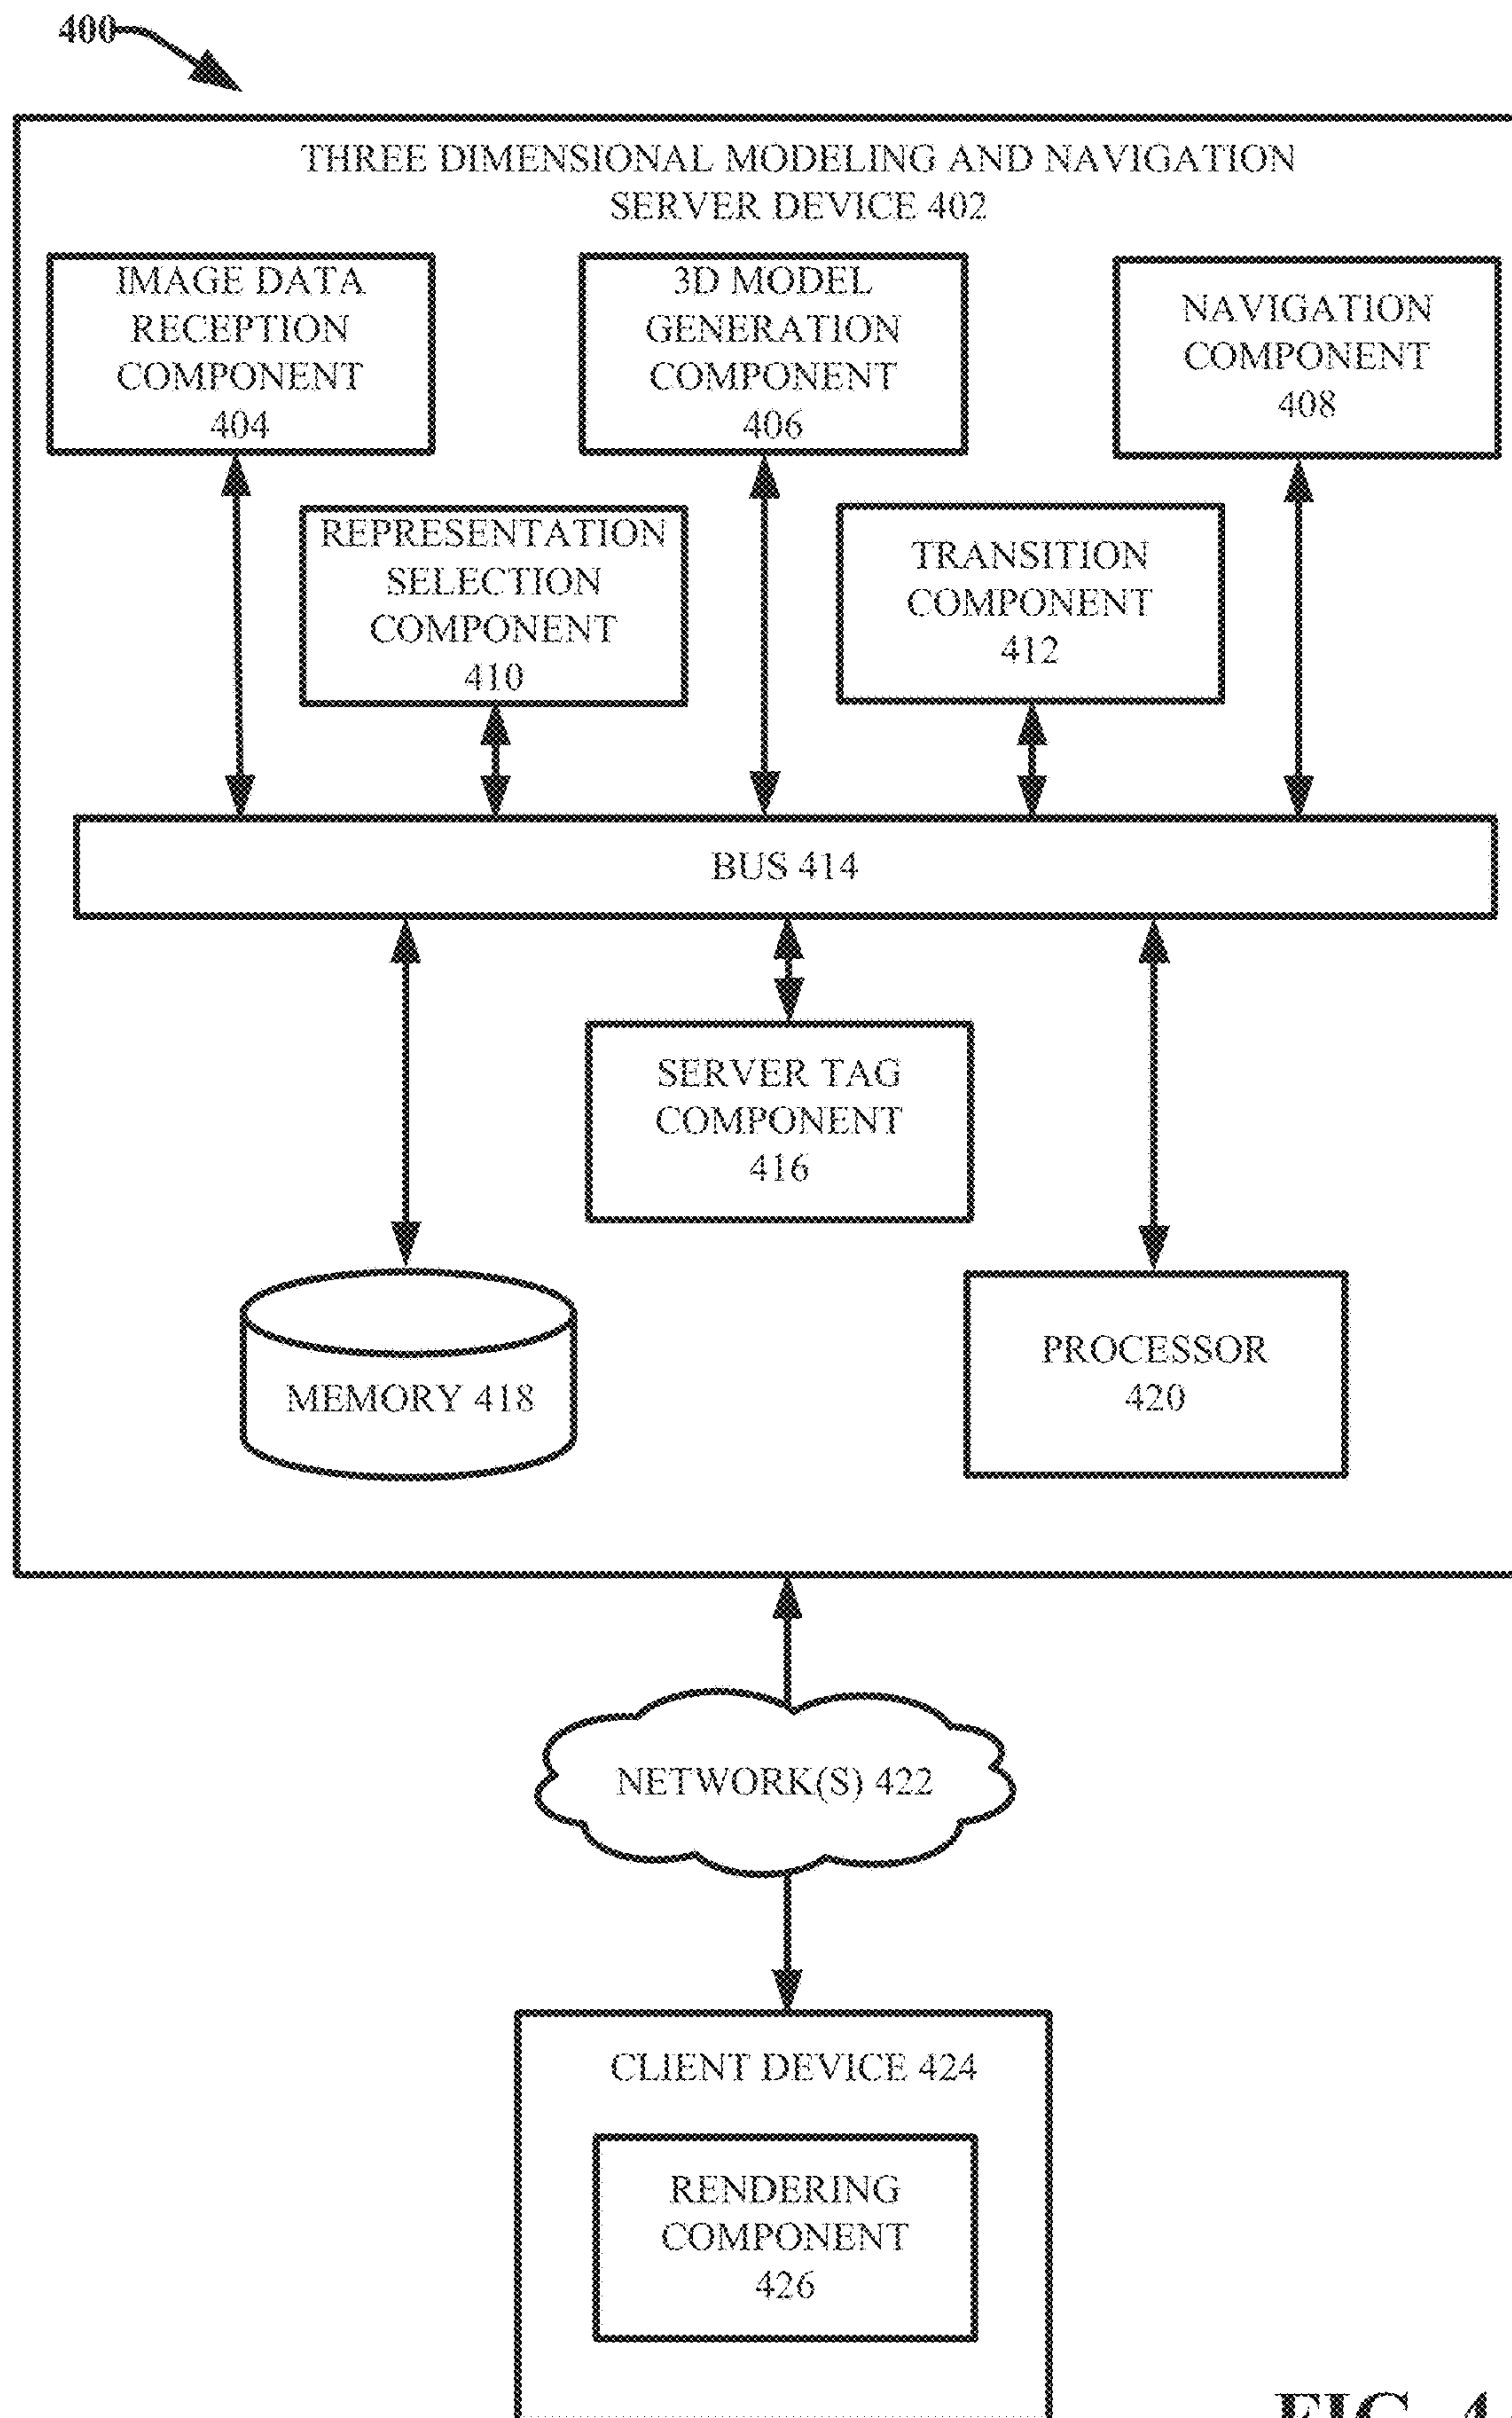 400
THREE DIMENSIONAL MODELING AND NAVIGATION
SERVER DEVICE 402
IMAGE DATA
RECEPTION
COMPONENT
404
3D MODEL
GENERATION
COMPONENT
406
NAVIGATION
COMPONENT
408
REPRESENTATION
SELECTION
COMPONENT
410
TRANSITION
COMPONENT
412
BUS 414
SERVER TAG
COMPONENT
416
MEMORY 418
PROCESSOR
420
NETWORK(S) 422
CLIENT DEVICE 424
RENDERING
COMPONENT
426
FIG. 4